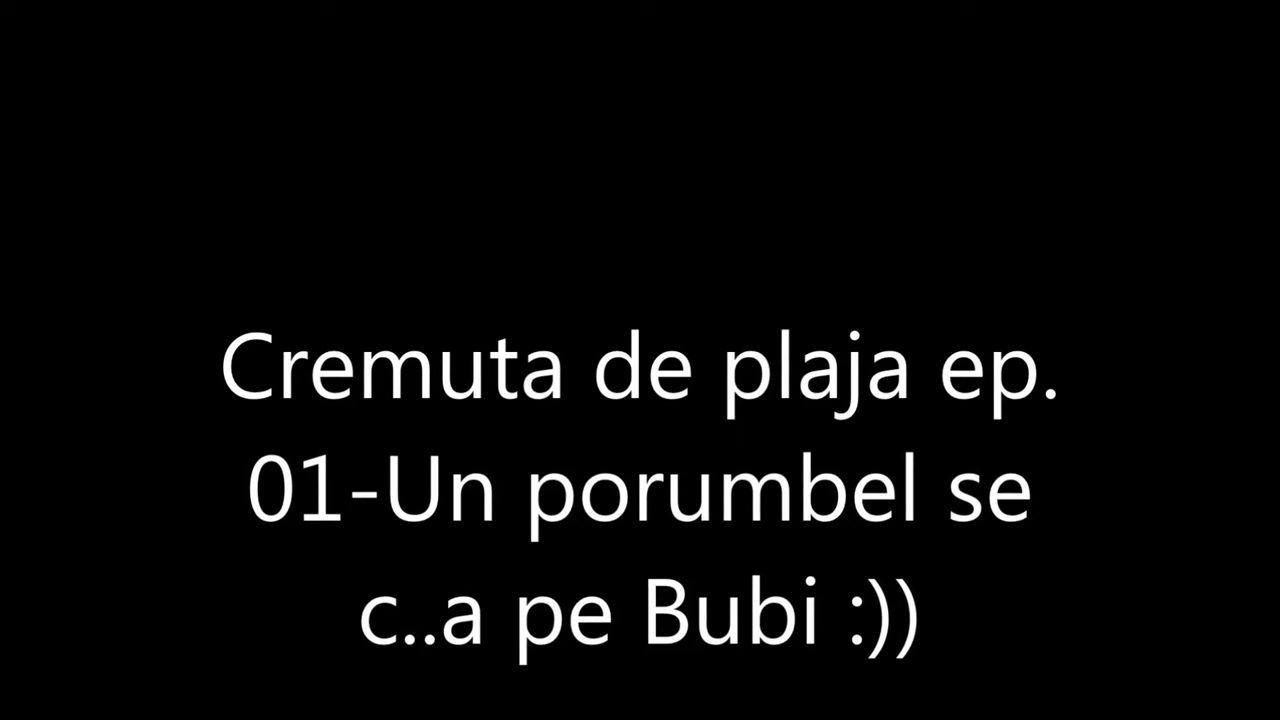 Cremuta de plaja ep.
01-Un porumbel se
c..a pe Bubi :))